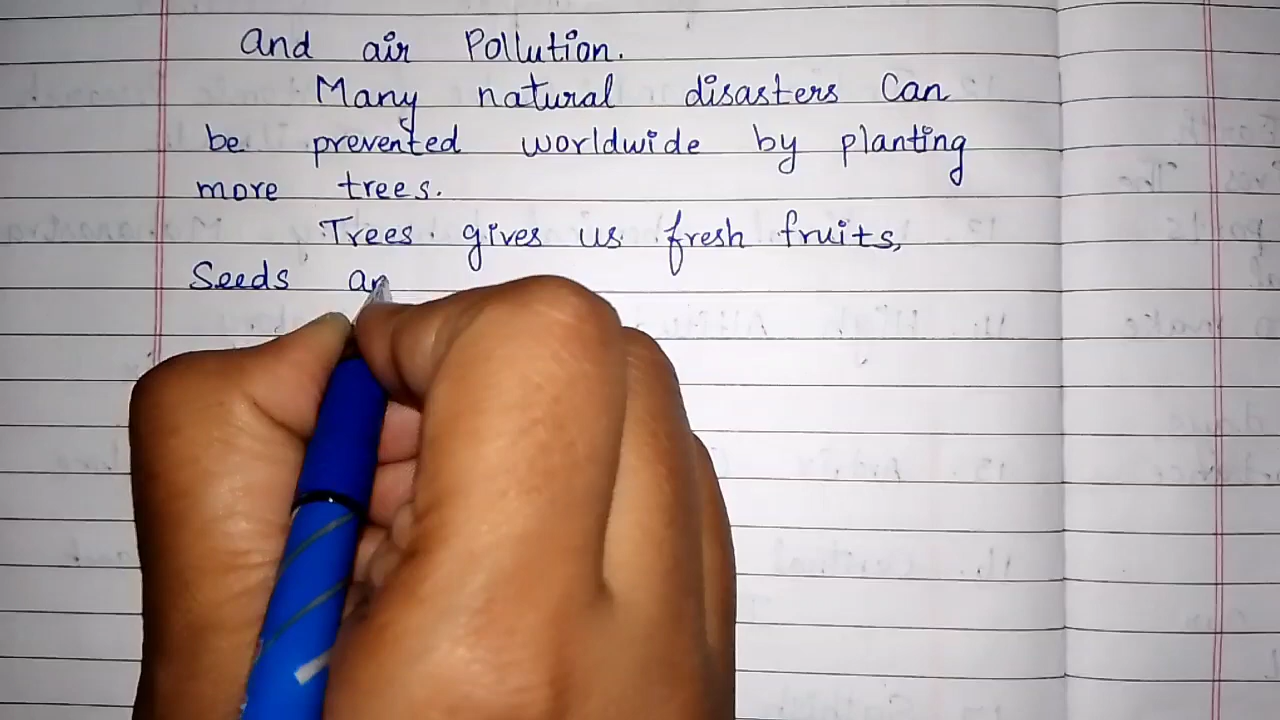 and air Pollution.
Many natural disasters Can
be prevented worldwide by planting
more trees.
Trees gives us fresh fruits,
Seeds an